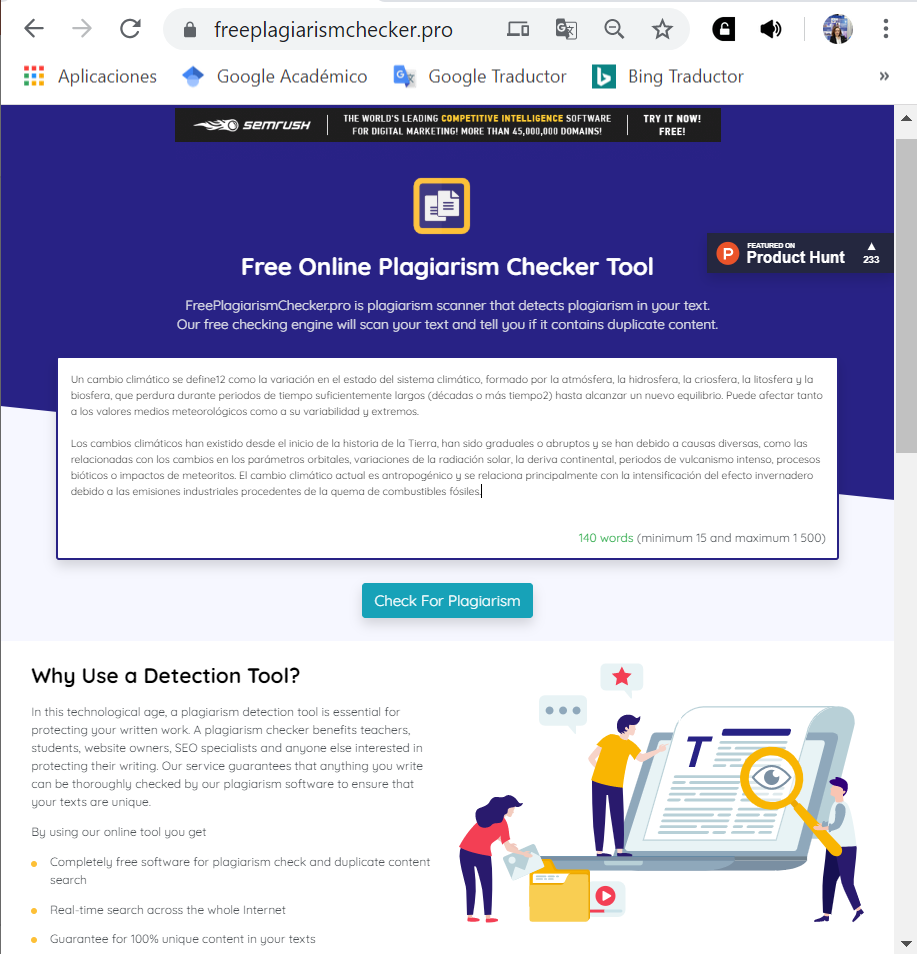 freeplagiarismchecker.pro
Aplicaciones Google Académico Google Traductor Bing Traductor »
SEMRUSH THE WORLD'S LEADING COMPETITIVE INTELLIGENCE SOFTWARE TRY IT NOW!
FOR DIGITAL MARKETING! MORE THAN 45,000,000 DOMAINS! FREE!
FEATURED ON
P Product Hunt ▲ 233
Free Online Plagiarism Checker Tool
FreePlagiarismChecker.pro is plagiarism scanner that detects plagiarism in your text.
Our free checking engine will scan your text and tell you if it contains duplicate content.
Un cambio climático se define12 como la variación en el estado del sistema climático, formado por la atmósfera, la hidrosfera, la criosfera, la litosfera y la
biosfera, que perdura durante periodos de tiempo suficientemente largos (décadas o más tiempo2) hasta alcanzar un nuevo equilibrio. Puede afectar tanto
a los valores medios meteorológicos como a su variabilidad y extremos.
Los cambios climáticos han existido desde el inicio de la historia de la Tierra, han sido graduales o abruptos y se han debido a causas diversas, como las
relacionadas con los cambios en los parámetros orbitales, variaciones de la radiación solar, la deriva continental, periodos de vulcanismo intenso, procesos
bióticos o impactos de meteoritos. El cambio climático actual es antropogénico y se relaciona principalmente con la intensificación del efecto invernadero
debido a las emisiones industriales procedentes de la quema de combustibles fósiles.
140 words (minimum 15 and maximum 1 500)
Check For Plagiarism
Why Use a Detection Tool?
In this technological age, a plagiarism detection tool is essential for
protecting your written work. A plagiarism checker benefits teachers,
students, website owners, SEO specialists and anyone else interested in
protecting their writing. Our service guarantees that anything you write
can be thoroughly checked by our plagiarism software to ensure that
your texts are unique.
By using our online tool you get
Completely free software for plagiarism check and duplicate content
search
Real-time search across the whole Internet
Guarantee for 100% unique content in your texts
T